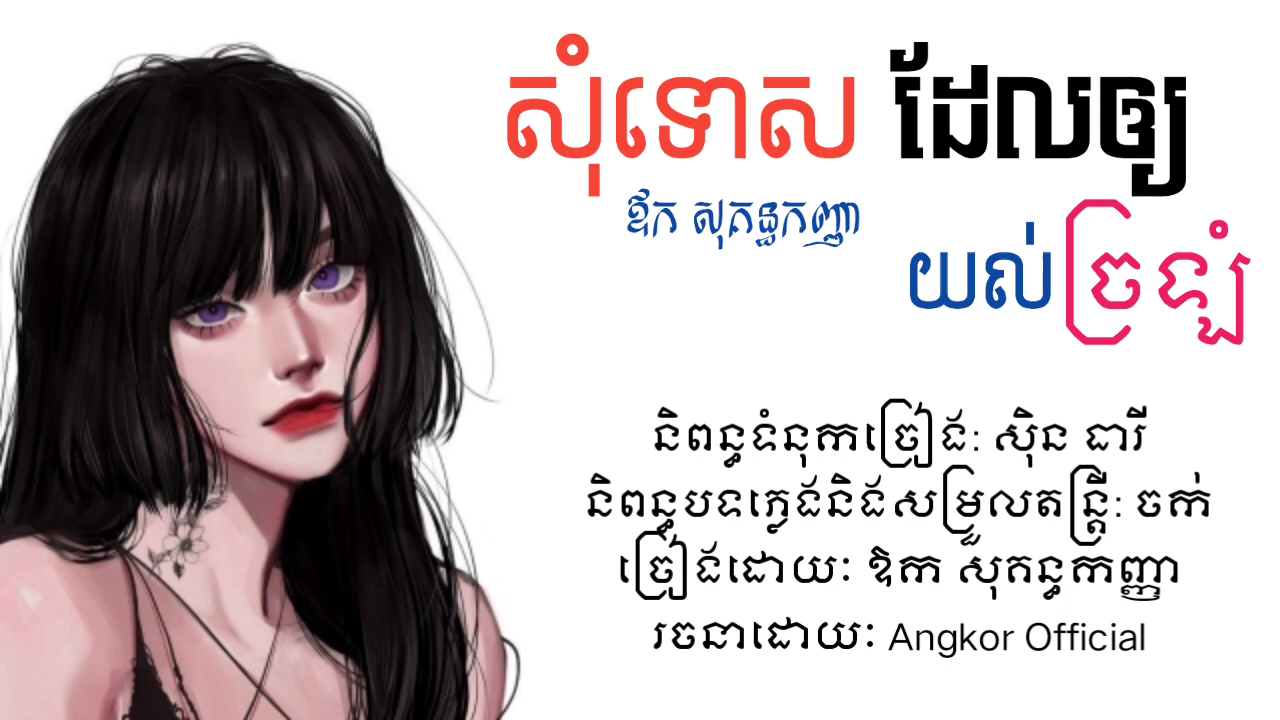 សុំទោស ដែលឲ្យ
ឪក សុគន្ធកញ្ញា
យល់ច្រឡំ
និពន្ធទំនុកច្រៀង: ស៊ិន ដារី
និពន្ធបទភ្លេងនិងសម្រួលតន្ត្រី: ចក់
ច្រៀងដោយ: ឱក សុគន្ធកញ្ញា
រចនាដោយ: Angkor Official